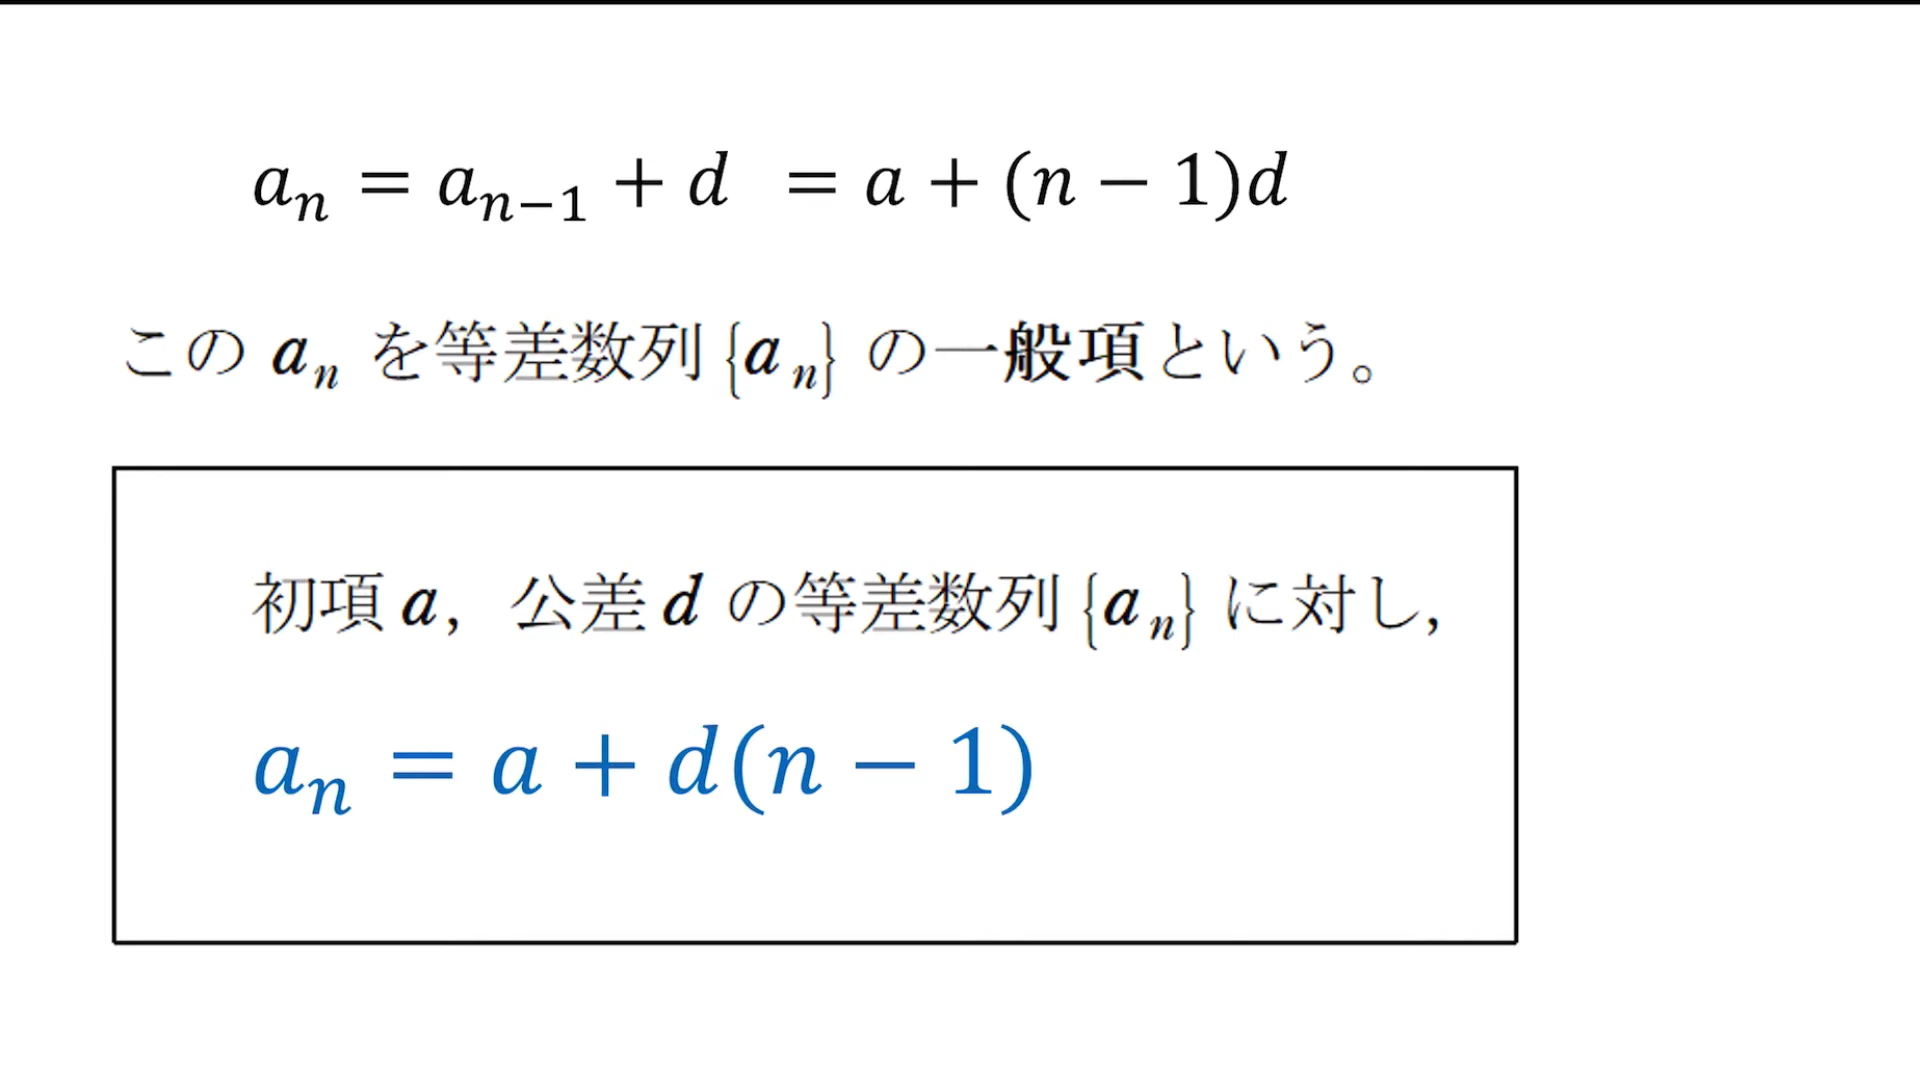 aₙ = aₙ₋₁ + d = a + (n − 1)d
この aₙ を等差数列 {aₙ} の一般項という。
初項 a, 公差 d の等差数列 {aₙ} に対し,
aₙ = a + d(n − 1)